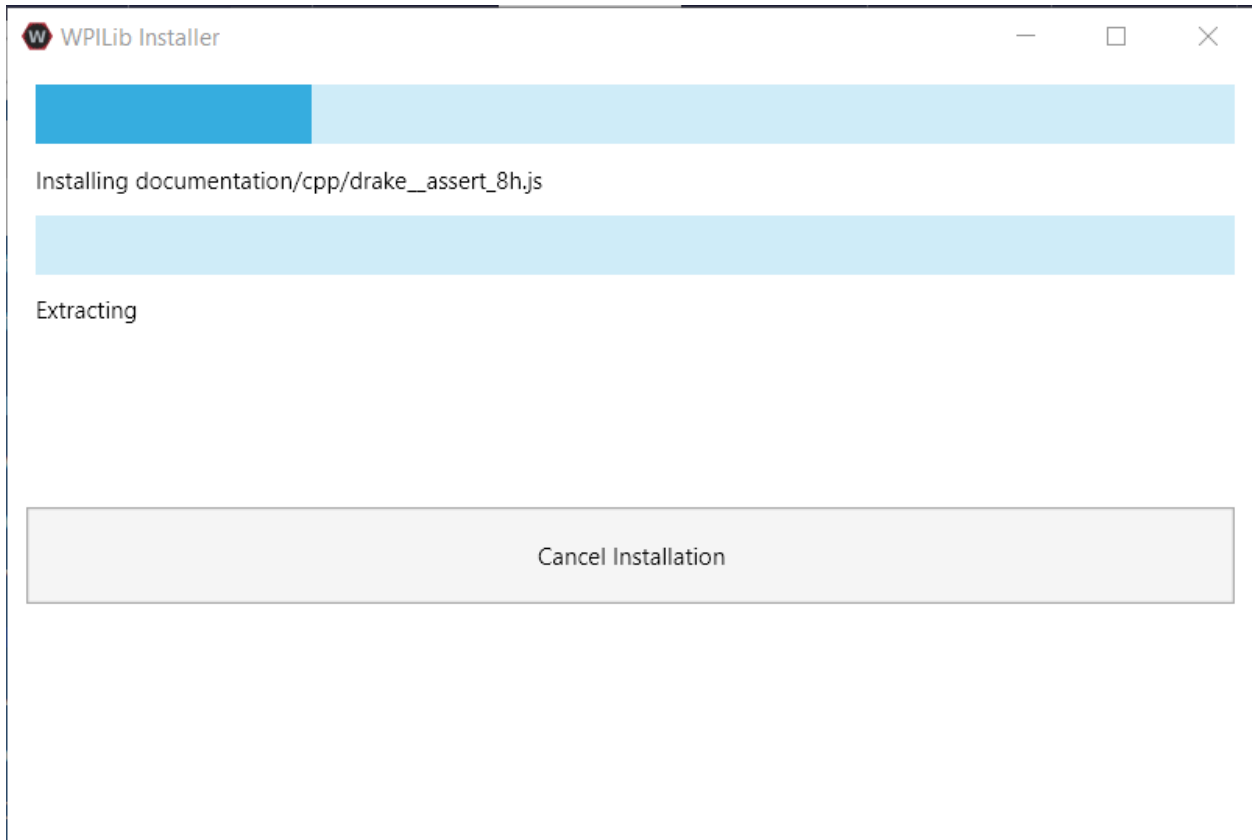 W WPILib Installer
Installing documentation/cpp/drake__assert_8h.js
Extracting
Cancel Installation